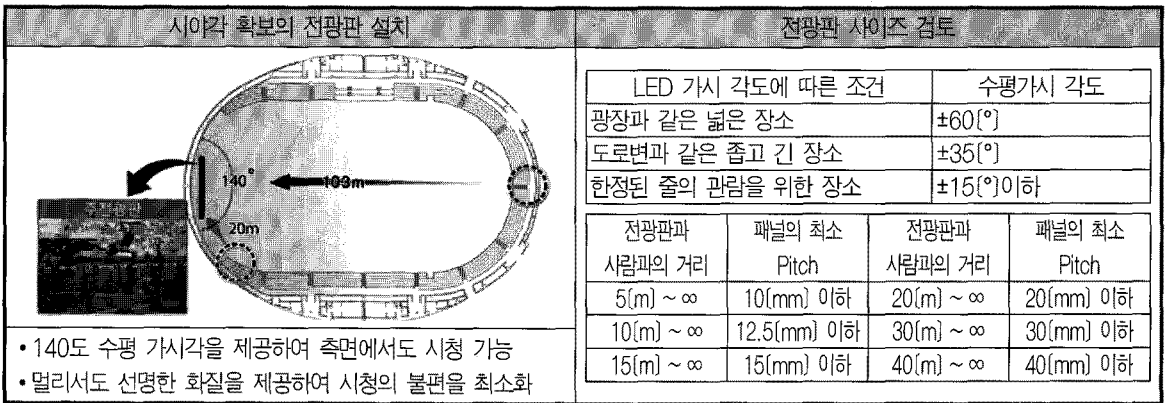 시야각 확보의 전광판 설치
전광판 사이즈 검토
140°
103m
20m
주전광판
• 140도 수평 가시각을 제공하여 측면에서도 시청 가능
• 멀리서도 선명한 화질을 제공하여 시청의 불편을 최소화
LED 가시 각도에 따른 조건 수평가시 각도
광장과 같은 넓은 장소 ±60(°)
도로변과 같은 좁고 긴 장소 ±35(°)
한정된 줄의 관람을 위한 장소 ±15(°)이하
전광판과 패널의 최소 전광판과 패널의 최소
사람과의 거리 Pitch 사람과의 거리 Pitch
5(m) ~ ∞ 10(mm) 이하 20(m) ~ ∞ 20(mm) 이하
10(m) ~ ∞ 12.5(mm) 이하 30(m) ~ ∞ 30(mm) 이하
15(m) ~ ∞ 15(mm) 이하 40(m) ~ ∞ 40(mm) 이하